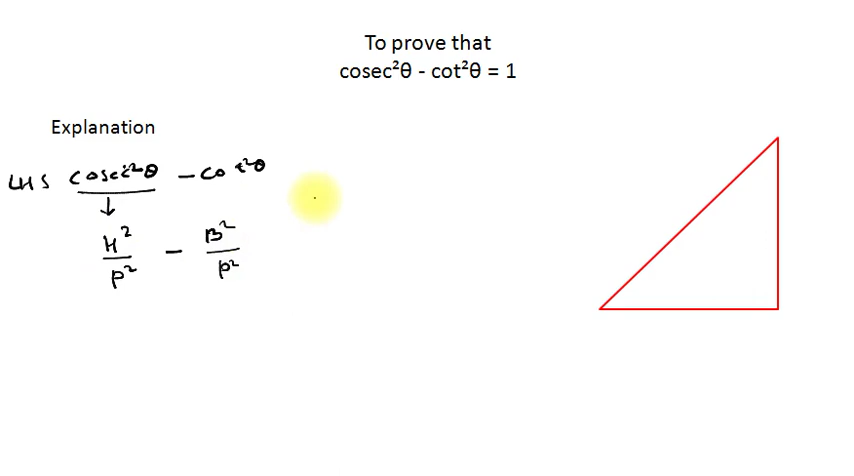 To prove that
cosec²θ - cot²θ = 1
Explanation
LHS cosec²θ - cot²θ
↓
H²/P² - B²/P²